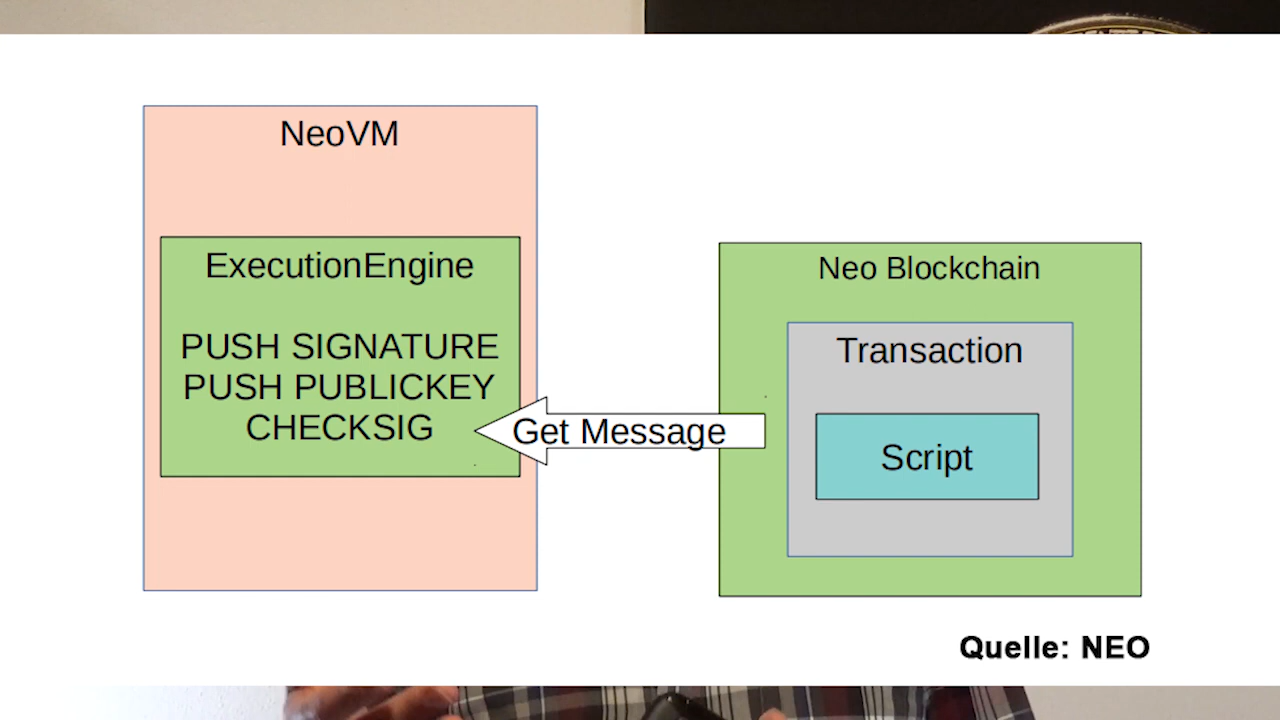 NeoVM
ExecutionEngine
PUSH SIGNATURE
PUSH PUBLICKEY
CHECKSIG
Get Message
Neo Blockchain
Transaction
Script
Quelle: NEO